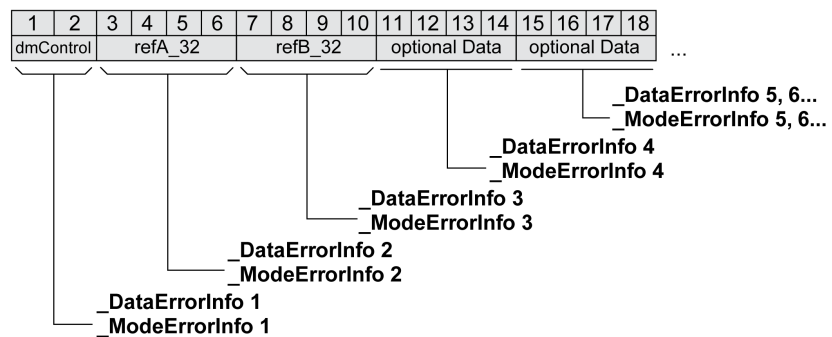 1 2 3 4 5 6 7 8 9 10 11 12 13 14 15 16 17 18
dmControl refA_32 refB_32 optional Data optional Data ...
_DataErrorInfo 5, 6...
_ModeErrorInfo 5, 6...
_DataErrorInfo 4
_ModeErrorInfo 4
_DataErrorInfo 3
_ModeErrorInfo 3
_DataErrorInfo 2
_ModeErrorInfo 2
_DataErrorInfo 1
_ModeErrorInfo 1